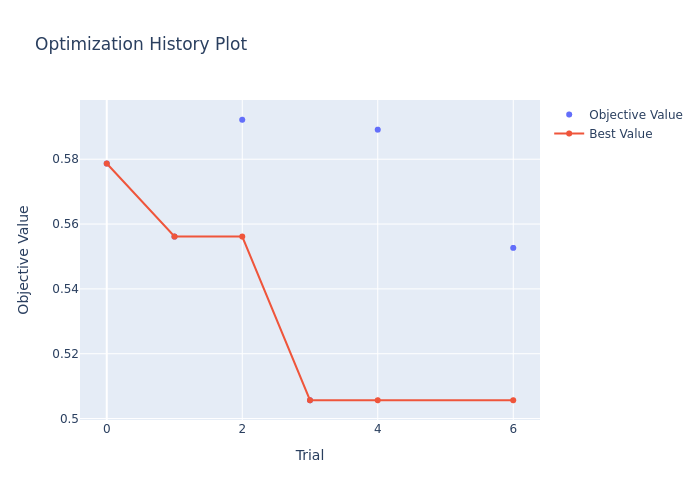 Optimization History Plot
Objective Value
Best Value
0.58
0.56
0.54
0.52
0.5
Objective Value
0
2
4
6
Trial